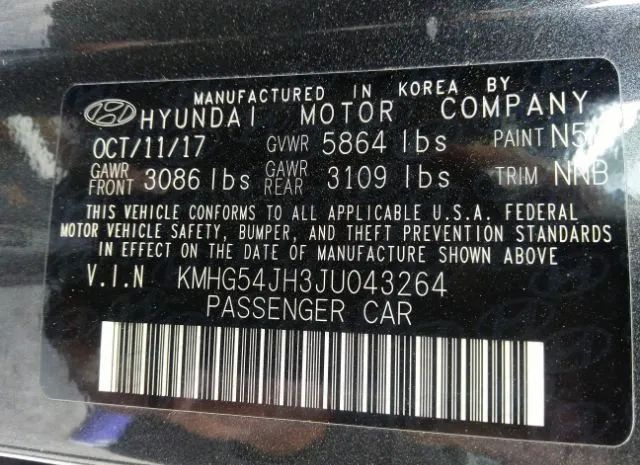 MANUFACTURED IN KOREA BY
HYUNDAI MOTOR COMPANY
OCT/11/17 GVWR 5864 lbs PAINT
GAWR FRONT 3086 lbs GAWR REAR 3109 lbs TRIM NNB
THIS VEHICLE CONFORMS TO ALL APPLICABLE U.S.A. FEDERAL
MOTOR VEHICLE SAFETY, BUMPER, AND THEFT PREVENTION STANDARDS
IN EFFECT ON THE DATE OF MANUFACTURE SHOWN ABOVE
V.I.N KMHG54JH3JU043264
PASSENGER CAR